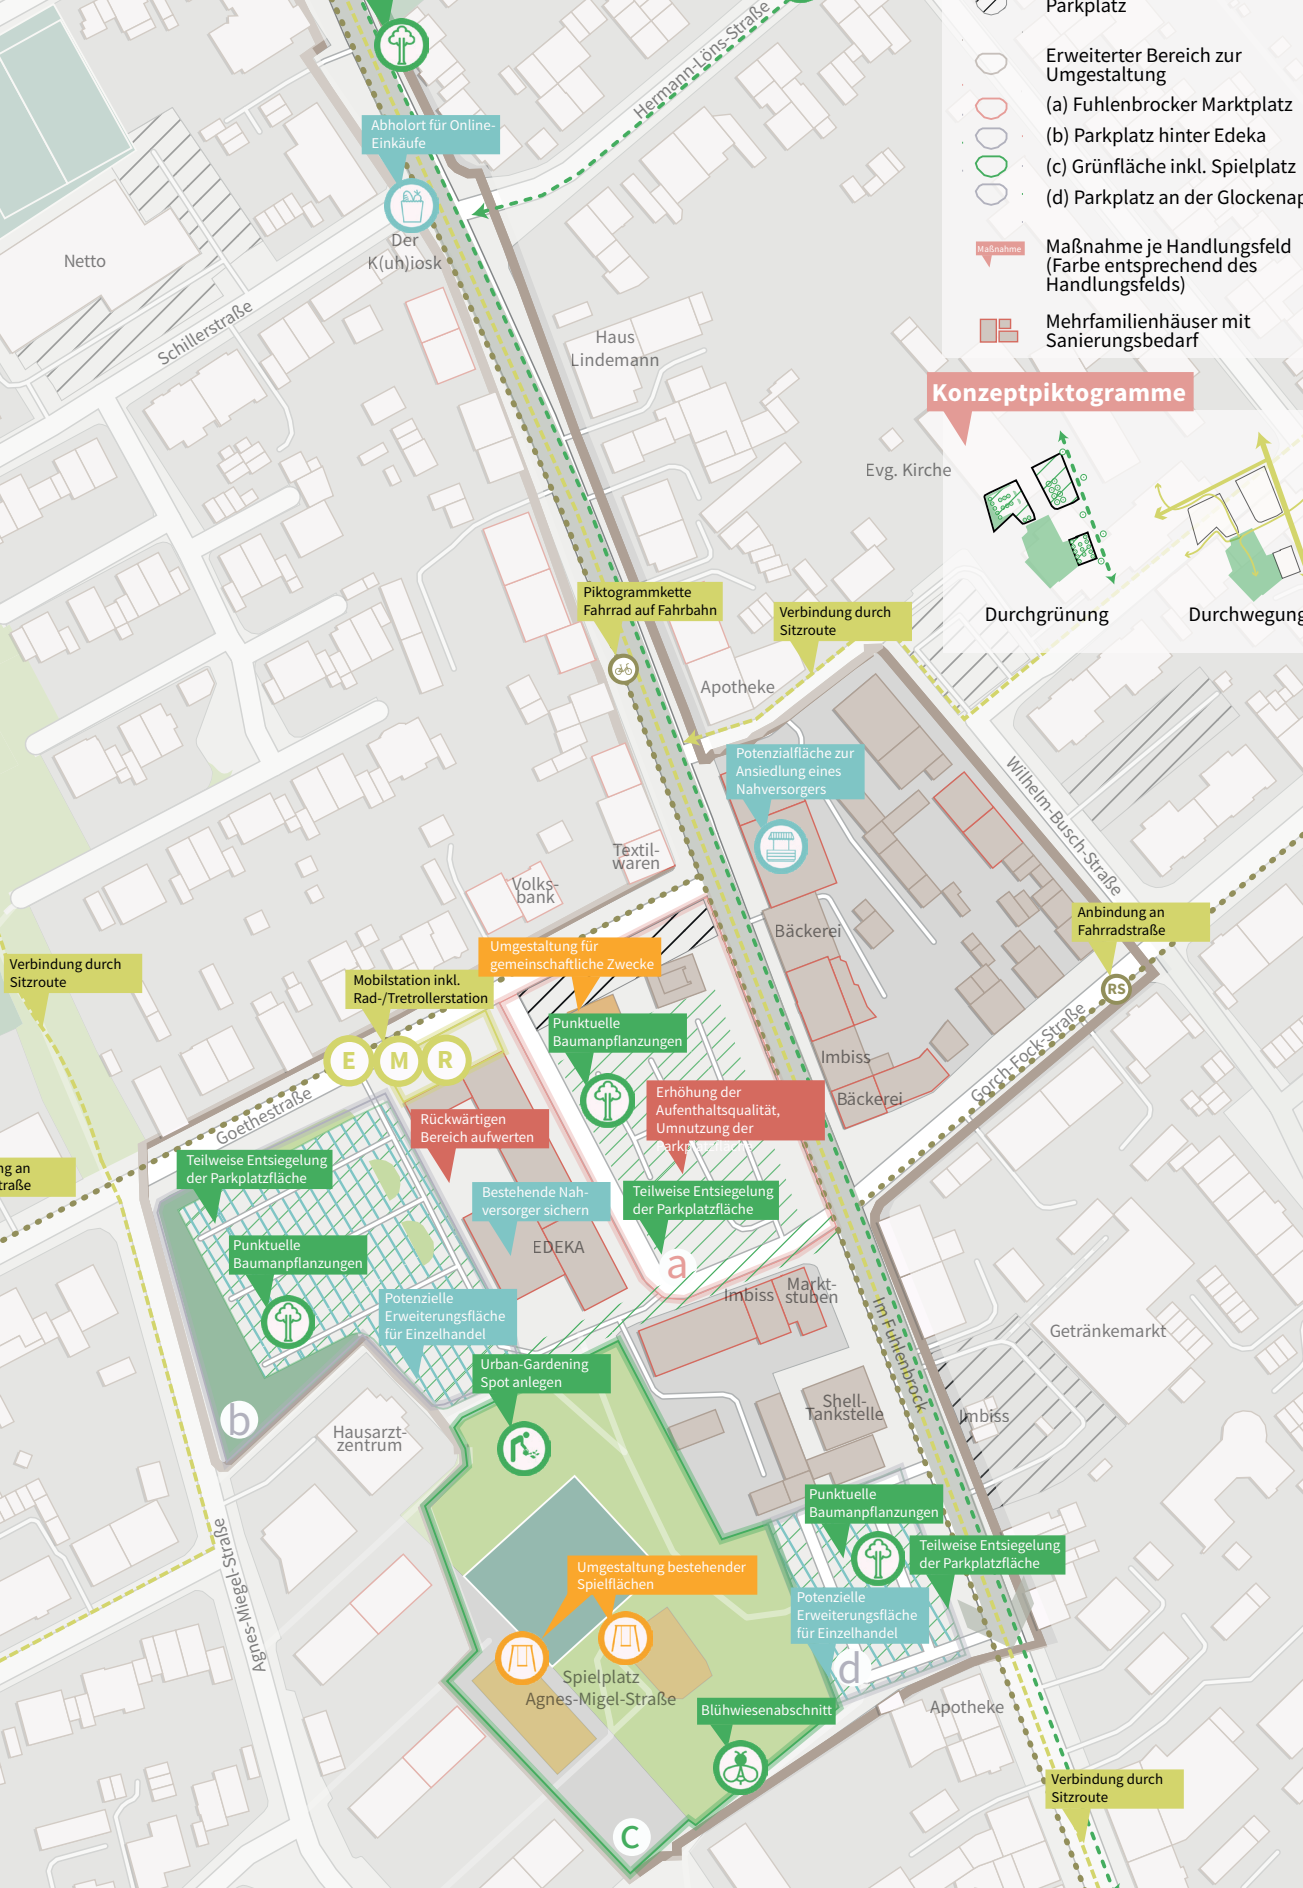 Parkplatz
Erweiterter Bereich zur
Umgestaltung
(a) Fuhlenbrocker Marktplatz
(b) Parkplatz hinter Edeka
(c) Grünfläche inkl. Spielplatz
(d) Parkplatz an der Glockenap
Maßnahme
Maßnahme je Handlungsfeld
(Farbe entsprechend des
Handlungsfelds)
Mehrfamilienhäuser mit
Sanierungsbedarf
Konzeptpiktogramme
Durchgrünung
Durchwegung
Hermann-Löns-Straße
Abholort für Online-
Einkäufe
Der
K(uh)iosk
Netto
Schillerstraße
Haus
Lindemann
Evg. Kirche
Piktogrammkette
Fahrrad auf Fahrbahn
Verbindung durch
Sitzroute
Apotheke
Potenzialfläche zur
Ansiedlung eines
Nahversorgers
Wilhelm-Busch-Straße
Textil-
waren
Volks-
bank
Bäckerei
Anbindung an
Fahrradstraße
RS
Umgestaltung für
gemeinschaftliche Zwecke
Verbindung durch
Sitzroute
Mobilstation inkl.
Rad-/Tretrollerstation
E
M
R
Punktuelle
Baumanpflanzungen
Imbiss
Bäckerei
Gorch-Fock-Straße
Goethestraße
Erhöhung der
Aufenthaltsqualität,
Umnutzung der
Rückwärtigen
Bereich aufwerten
ng an
traße
Teilweise Entsiegelung
der Parkplatzfläche
Bestehende Nah-
versorger sichern
Teilweise Entsiegelung
der Parkplatzfläche
Punktuelle
Baumanpflanzungen
EDEKA
a
Imbiss
Markt-
stuben
Potenzielle
Erweiterungsfläche
für Einzelhandel
Im Fuhlenbrock
Getränkemarkt
Urban-Gardening
Spot anlegen
b
Hausarzt-
zentrum
Shell-
Tankstelle
Imbiss
Punktuelle
Baumanpflanzungen
Teilweise Entsiegelung
der Parkplatzfläche
Agnes-Miegel-Straße
Umgestaltung bestehender
Spielflächen
Potenzielle
Erweiterungsfläche
für Einzelhandel
d
Spielplatz
Agnes-Migel-Straße
Blühwiesenabschnitt
Apotheke
Verbindung durch
Sitzroute
c